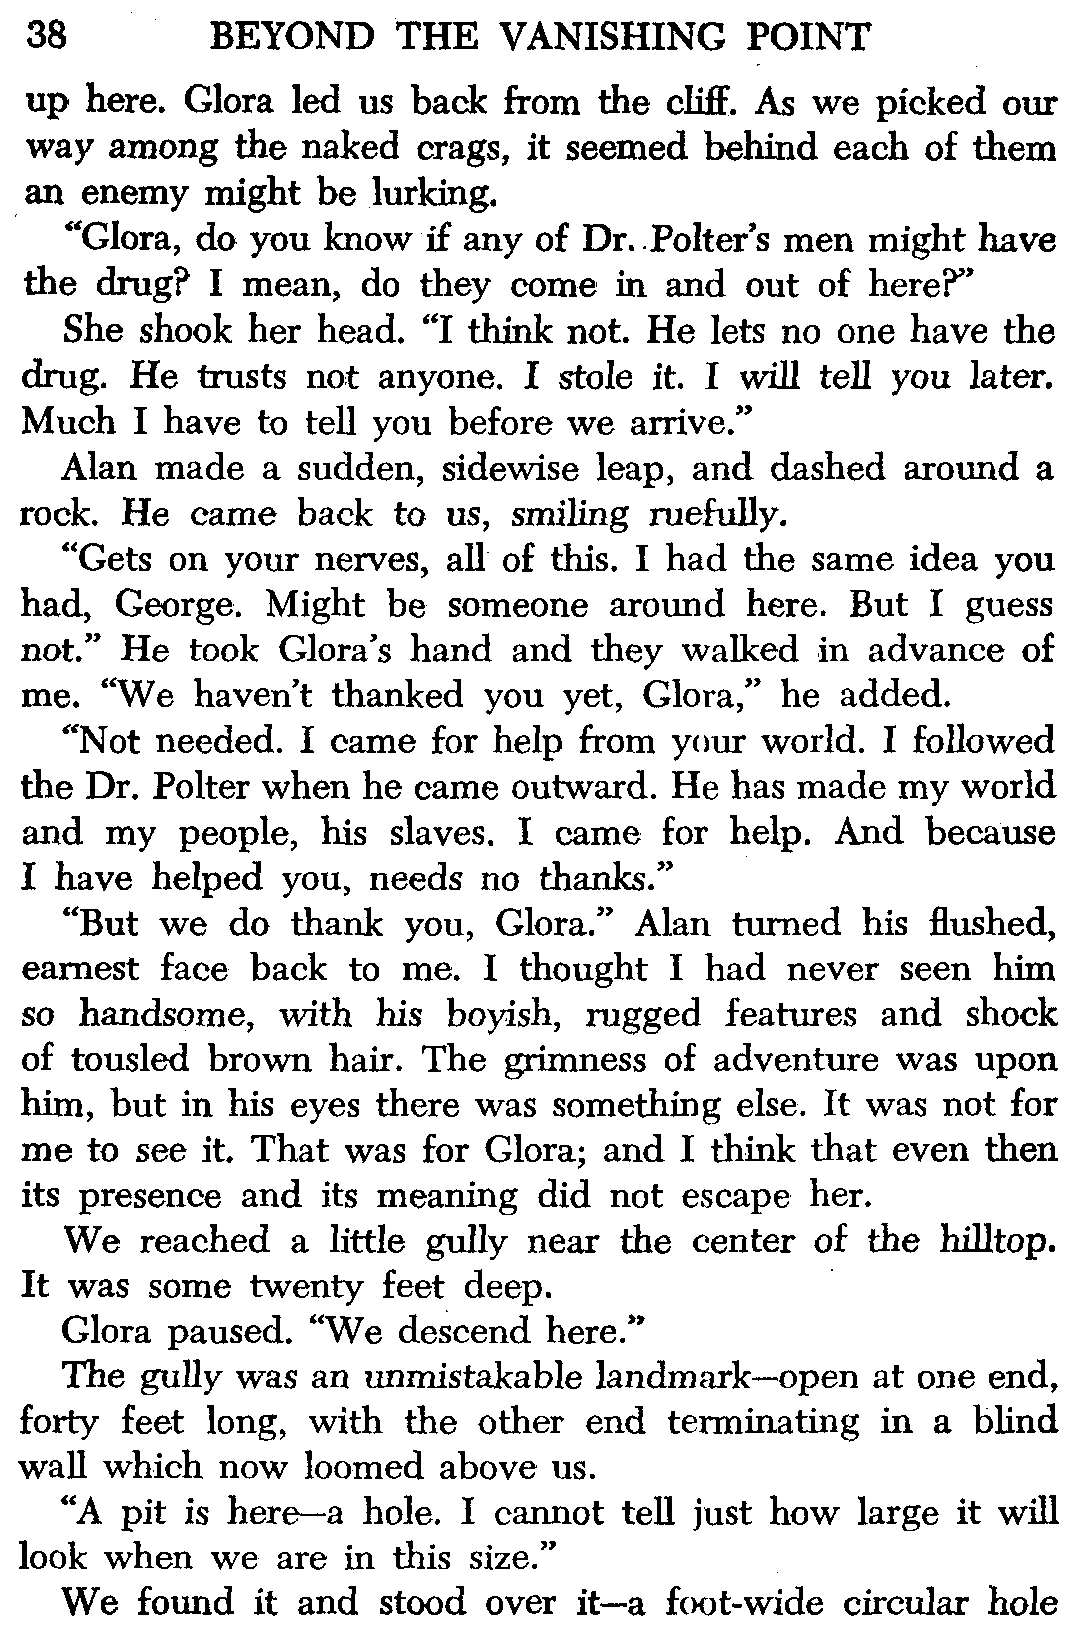 38 BEYOND THE VANISHING POINT
up here. Glora led us back from the cliff. As we picked our
way among the naked crags, it seemed behind each of them
an enemy might be lurking.
“Glora, do you know if any of Dr. Polter’s men might have
the drug? I mean, do they come in and out of here?”
She shook her head. “I think not. He lets no one have the
drug. He trusts not anyone. I stole it. I will tell you later.
Much I have to tell you before we arrive.”
Alan made a sudden, sidewise leap, and dashed around a
rock. He came back to us, smiling ruefully.
“Gets on your nerves, all of this. I had the same idea you
had, George. Might be someone around here. But I guess
not.” He took Glora’s hand and they walked in advance of
me. “We haven’t thanked you yet, Glora,” he added.
“Not needed. I came for help from your world. I followed
the Dr. Polter when he came outward. He has made my world
and my people, his slaves. I came for help. And because
I have helped you, needs no thanks.”
“But we do thank you, Glora.” Alan turned his flushed,
earnest face back to me. I thought I had never seen him
so handsome, with his boyish, rugged features and shock
of tousled brown hair. The grimness of adventure was upon
him, but in his eyes there was something else. It was not for
me to see it. That was for Glora; and I think that even then
its presence and its meaning did not escape her.
We reached a little gully near the center of the hilltop.
It was some twenty feet deep.
Glora paused. “We descend here.”
The gully was an unmistakable landmark—open at one end,
forty feet long, with the other end terminating in a blind
wall which now loomed above us.
“A pit is here—a hole. I cannot tell just how large it will
look when we are in this size.”
We found it and stood over it—a foot-wide circular hole